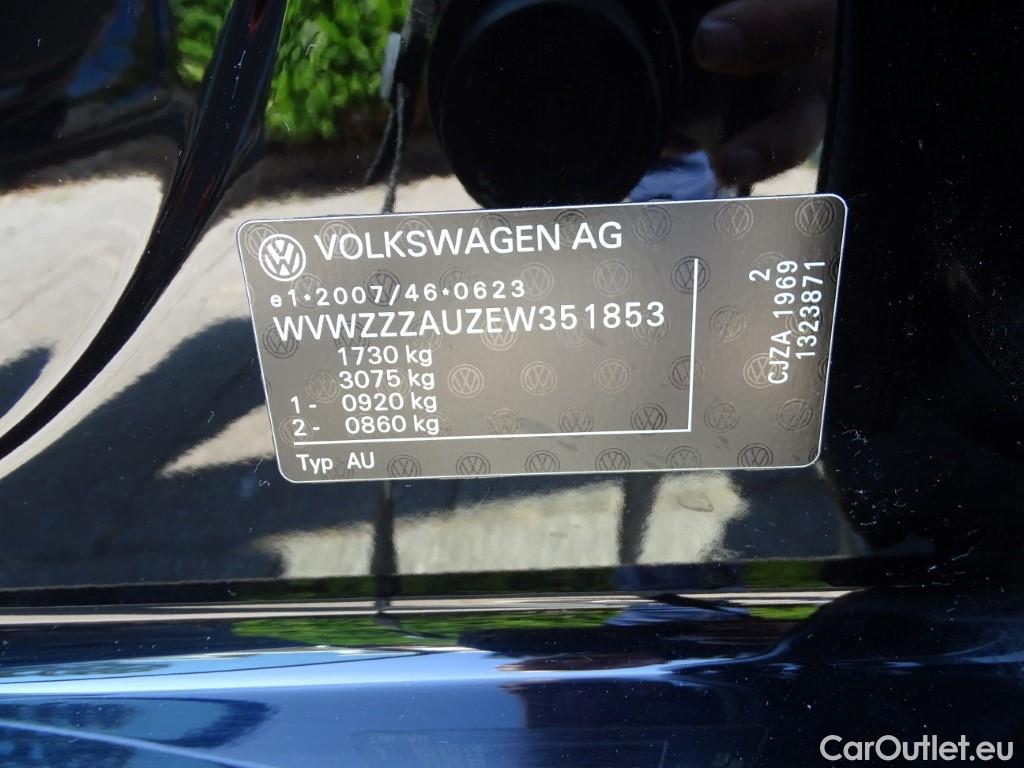 VOLKSWAGEN AG
e1*2007/46*0623
WVWZZZAUZEW351853
1730 kg
3075 kg
1- 0920 kg
2- 0860 kg
Typ AU
2
CJZA 1969
1323871
CarOutlet.eu